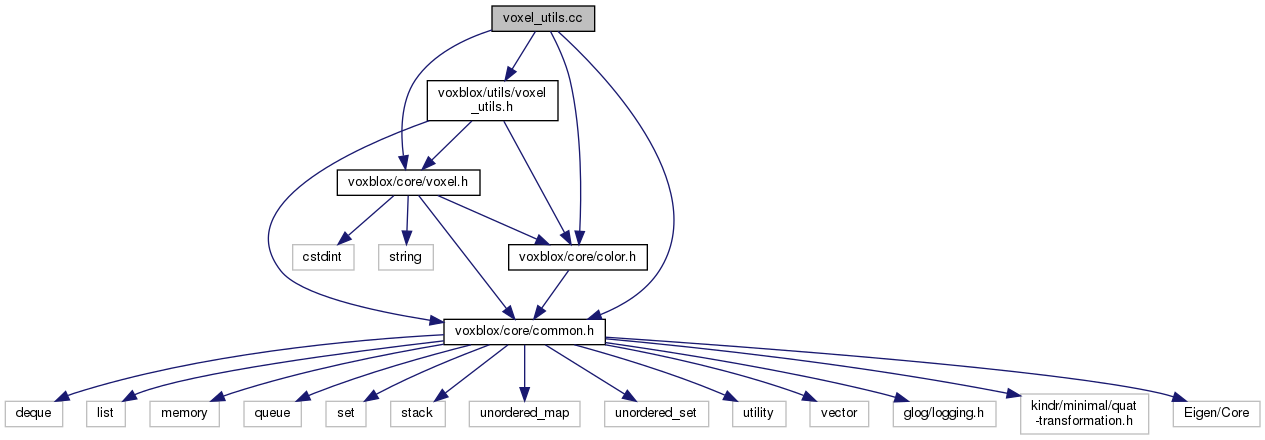 voxel_utils.cc
voxblox/utils/voxel
_utils.h
voxblox/core/voxel.h
cstdint
string
voxblox/core/color.h
voxblox/core/common.h
deque
list
memory
queue
set
stack
unordered_map
unordered_set
utility
vector
glog/logging.h
kindr/minimal/quat
-transformation.h
Eigen/Core